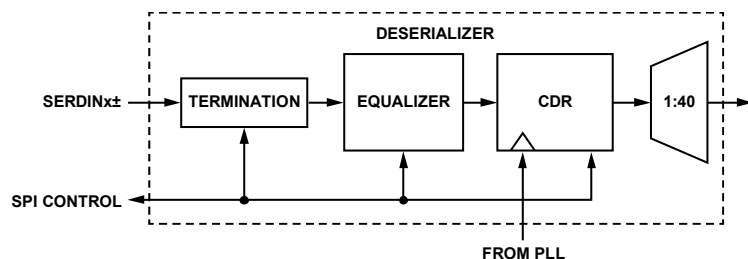 DESERIALIZER
SERDINx±
TERMINATION
EQUALIZER
CDR
1:40
SPI CONTROL
FROM PLL